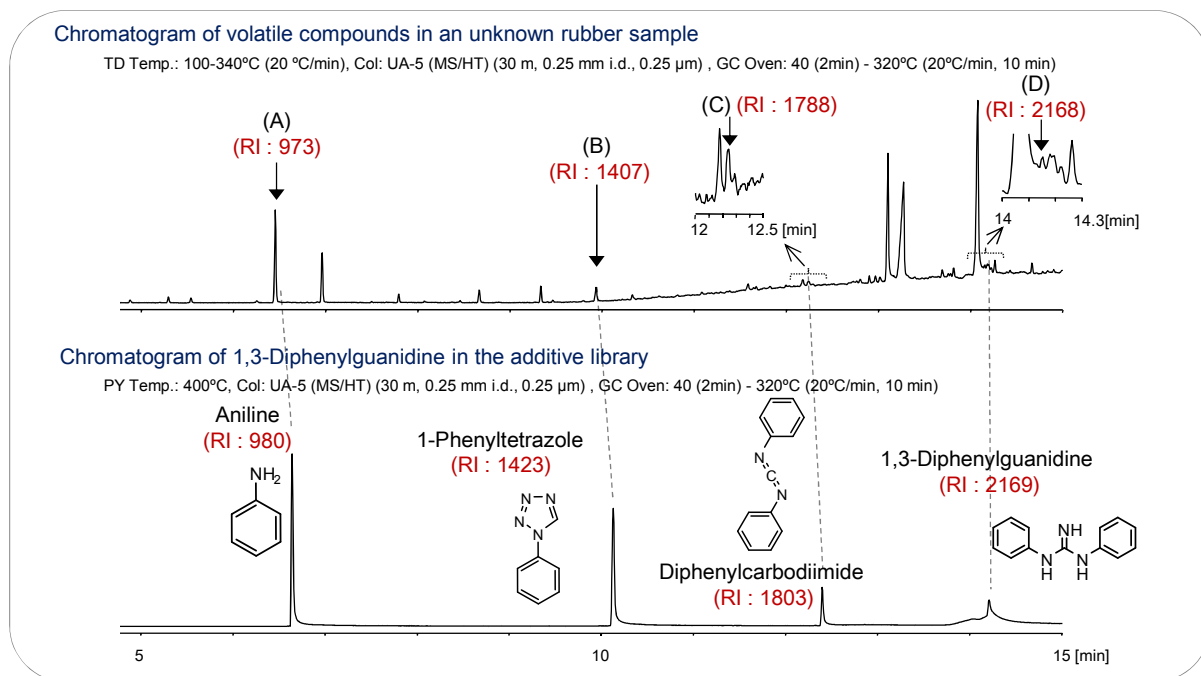 Chromatogram of volatile compounds in an unknown rubber sample
TD Temp.: 100-340ºC (20 ºC/min), Col: UA-5 (MS/HT) (30 m, 0.25 mm i.d., 0.25 µm) , GC Oven: 40 (2min) - 320ºC (20ºC/min, 10 min)
(A)
(RI : 973)
(B)
(RI : 1407)
(C) (RI : 1788)
12 12.5 [min]
(D)
(RI : 2168)
14 14.3[min]
Chromatogram of 1,3-Diphenylguanidine in the additive library
PY Temp.: 400ºC, Col: UA-5 (MS/HT) (30 m, 0.25 mm i.d., 0.25 µm) , GC Oven: 40 (2min) - 320ºC (20ºC/min, 10 min)
Aniline
(RI : 980)
NH2
1-Phenyltetrazole
(RI : 1423)
N N
N
N
N
C
N
Diphenylcarbodiimide
(RI : 1803)
1,3-Diphenylguanidine
(RI : 2169)
NH
N N
H H
5 10 15 [min]